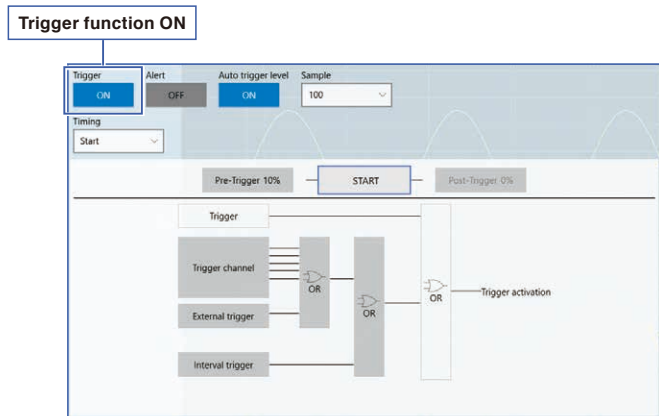 Trigger function ON
Trigger Alert Auto trigger level Sample
ON OFF ON 100
Timing
Start
Pre-Trigger 10% START Post-Trigger 0%
Trigger
Trigger channel
OR
External trigger
OR
OR
Trigger activation
Interval trigger